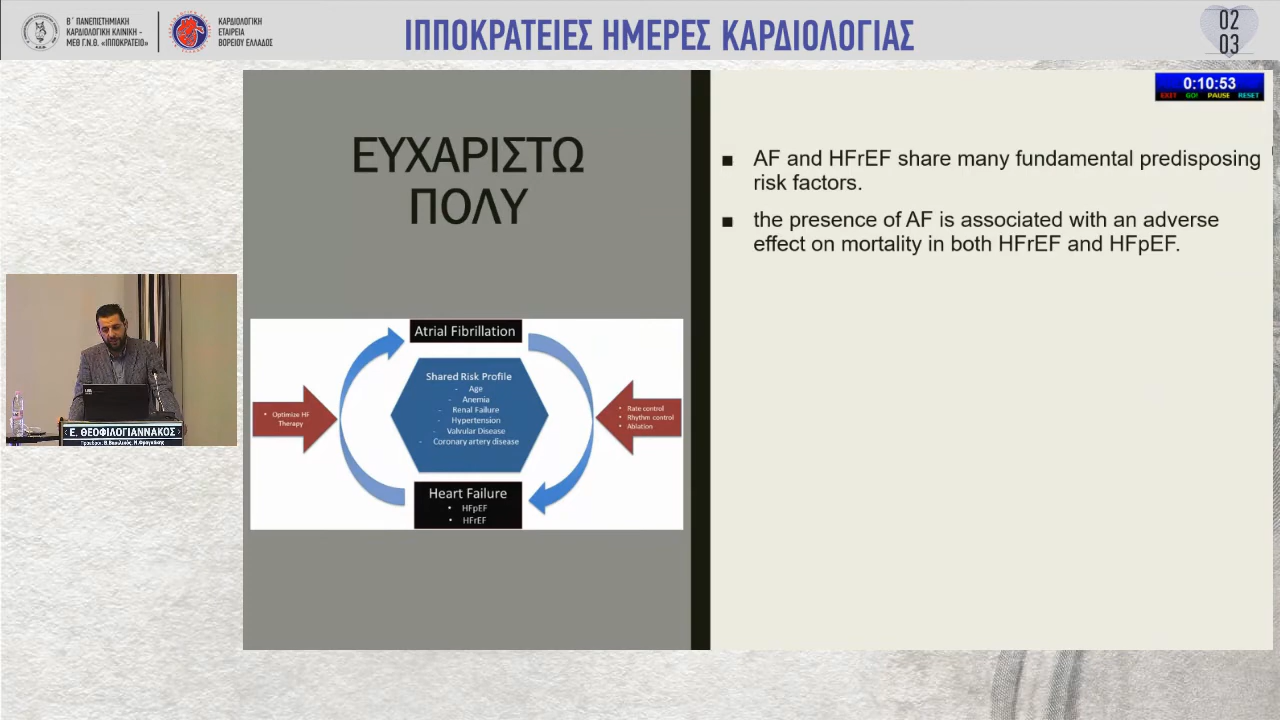 Β΄ ΠΑΝΕΠΙΣΤΗΜΙΑΚΗ
ΚΑΡΔΙΟΛΟΓΙΚΗ ΚΛΙΝΙΚΗ -
ΜΕΘ Γ.Ν.Θ. «ΙΠΠΟΚΡΑΤΕΙΟ»
ΚΑΡΔΙΟΛΟΓΙΚΗ
ΕΤΑΙΡΕΙΑ
ΒΟΡΕΙΟΥ ΕΛΛΑΔΟΣ
ΙΠΠΟΚΡΑΤΕΙΕΣ ΗΜΕΡΕΣ ΚΑΡΔΙΟΛΟΓΙΑΣ
02
03
0:10:53
EXIT GO! PAUSE RESET
ΕΥΧΑΡΙΣΤΩ
ΠΟΛΥ
■ AF and HFrEF share many fundamental predisposing
risk factors.
■ the presence of AF is associated with an adverse
effect on mortality in both HFrEF and HFpEF.
Atrial Fibrillation
Shared Risk Profile
- Age
- Anemia
- Renal Failure
- Hypertension
- Valvular Disease
- Coronary artery disease
• Optimize HF
Therapy
• Rate control
• Rhythm control
• Ablation
Heart Failure
• HFpEF
• HFrEF
Ε. ΘΕΟΦΙΛΟΓΙΑΝΝΑΚΟΣ